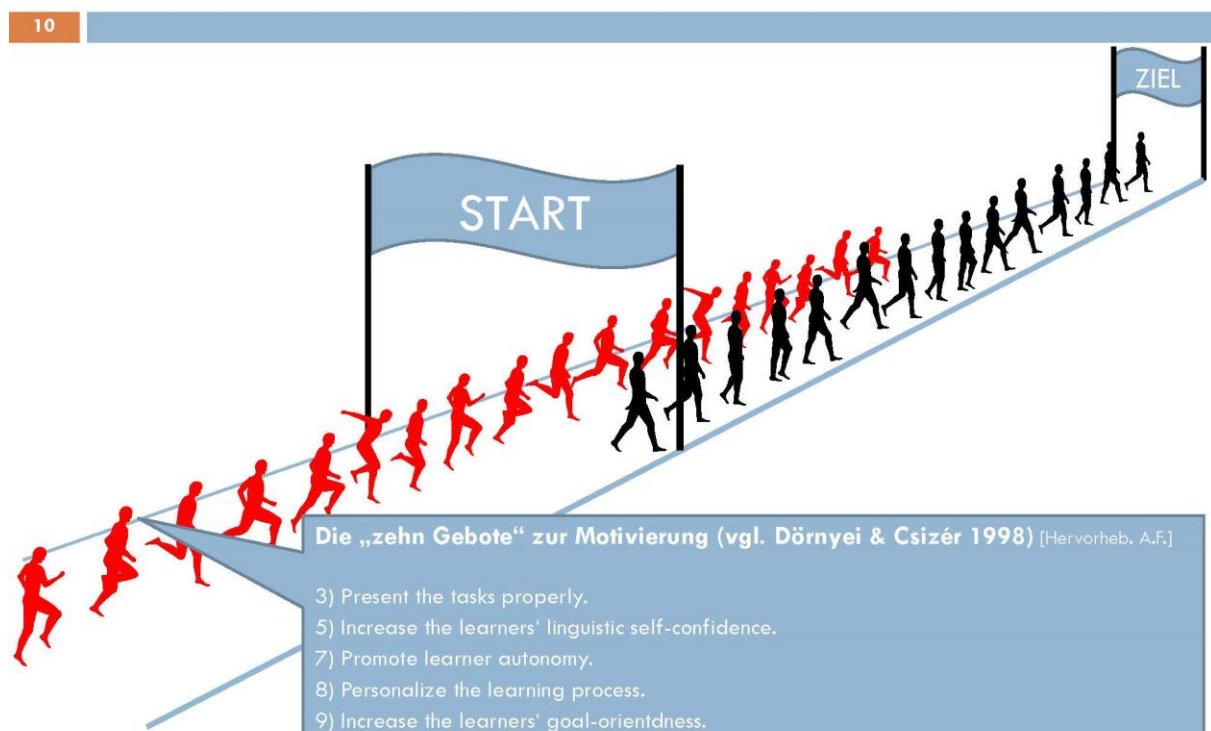 10
ZIEL
START
Die „zehn Gebote“ zur Motivierung (vgl. Dörnyei & Csizér 1998) [Hervorheb. A.F.]
3) Present the tasks properly.
5) Increase the learners‘ linguistic self-confidence.
7) Promote learner autonomy.
8) Personalize the learning process.
9) Increase the learners‘ goal-orientdness.